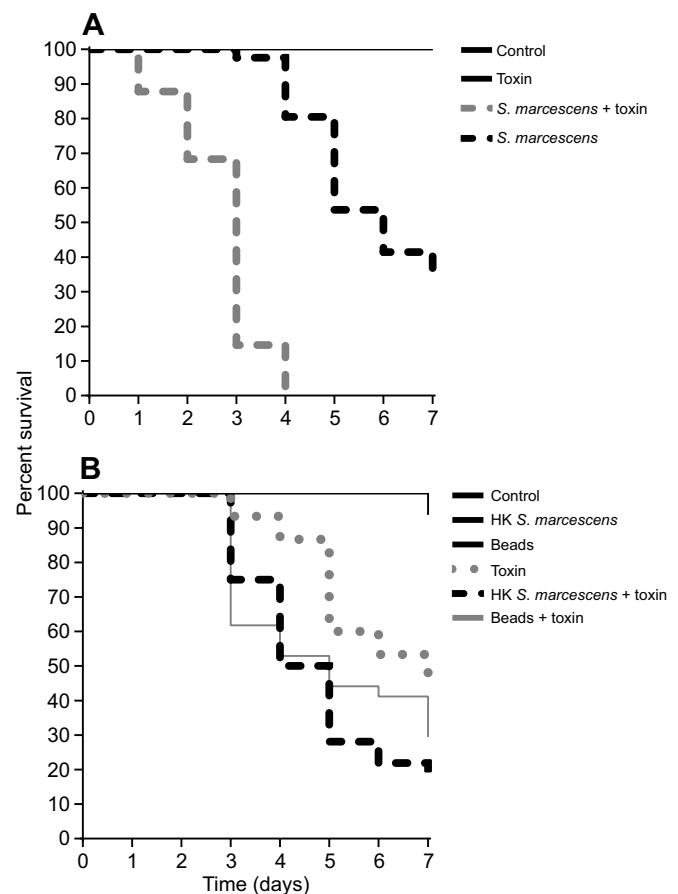 A
100
90
80
70
60
50
40
30
20
10
0
0 1 2 3 4 5 6 7
Control
Toxin
S. marcescens + toxin
S. marcescens
Percent survival
B
100
90
80
70
60
50
40
30
20
10
0
0 1 2 3 4 5 6 7
Time (days)
Control
HK S. marcescens
Beads
Toxin
HK S. marcescens + toxin
Beads + toxin